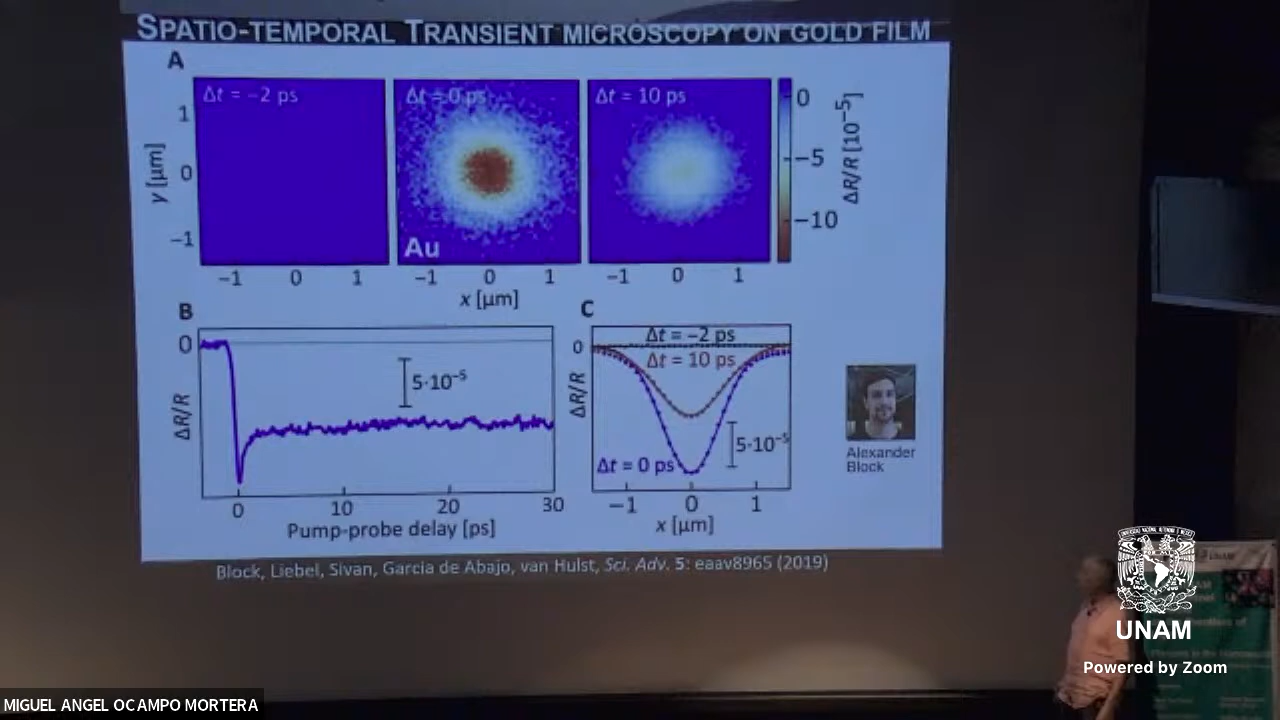 SPATIO-TEMPORAL TRANSIENT MICROSCOPY ON GOLD FILM
A
Δt = −2 ps
Δt = 0 ps
Δt = 10 ps
Au
y [μm]
1
0
−1
−1 0 1
−1 0 1
−1 0 1
x [μm]
0
−5
−10
ΔR/R [10⁻⁵]
B
0
ΔR/R
5·10⁻⁵
0 10 20 30
Pump-probe delay [ps]
C
0
ΔR/R
Δt = −2 ps
Δt = 10 ps
Δt = 0 ps
5·10⁻⁵
−1 0 1
x [μm]
Alexander
Block
Block, Liebel, Sivan, Garcia de Abajo, van Hulst, Sci. Adv. 5: eaav8965 (2019)
UNAM
Powered by Zoom
MIGUEL ANGEL OCAMPO MORTERA